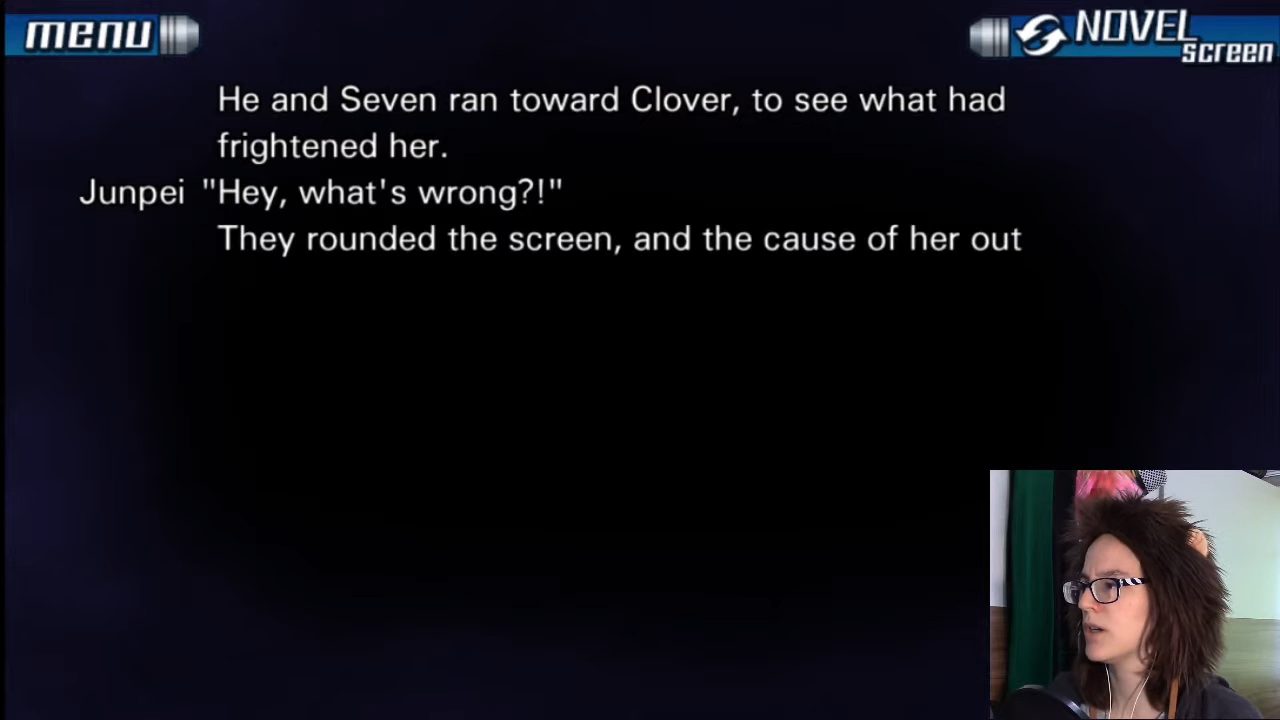 menu
NOVEL
screen
He and Seven ran toward Clover, to see what had
frightened her.
Junpei "Hey, what's wrong?!"
They rounded the screen, and the cause of her out